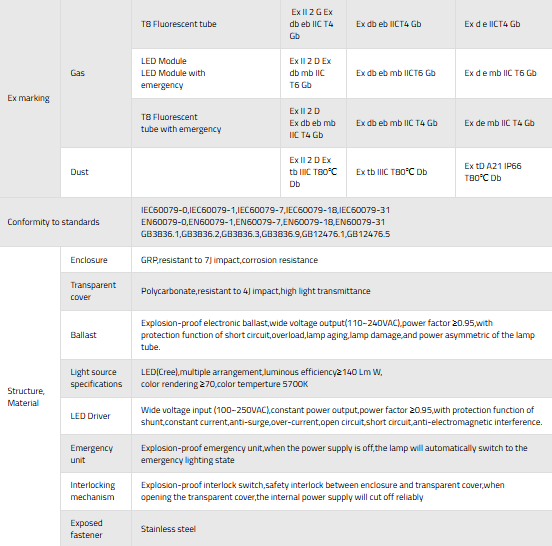 T8 Fluorescent tube
Ex II 2 G Ex
db eb IIC T4
Gb
Ex db eb IICT4 Gb
Ex d e IICT4 Gb
Ex marking
Gas
LED Module
LED Module with
emergency
Ex II 2 D Ex
db mb IIC
T6 Gb
Ex db eb mb IICT6 Gb
Ex d e mb IIC T6 Gb
T8 Fluorescent
tube with emergency
Ex II 2 D
Ex db eb mb
IIC T4 Gb
Ex db eb mb IIC T4 Gb
Ex de mb IIC T4 Gb
Dust
Ex II 2 D Ex
tb IIIC T80℃
Db
Ex tb IIIC T80℃ Db
Ex tD A21 IP66
T80℃ Db
Conformity to standards
IEC60079-0,IEC60079-1,IEC60079-7,IEC60079-18,IEC60079-31
EN60079-0,EN60079-1,EN60079-7,EN60079-18,EN60079-31
GB3836.1,GB3836.2,GB3836.3,GB3836.9,GB12476.1,GB12476.5
Structure,
Material
Enclosure
GRP,resistant to 7J impact,corrosion resistance
Transparent
cover
Polycarbonate,resistant to 4J impact,high light transmittance
Ballast
Explosion-proof electronic ballast,wide voltage output(110~240VAC),power factor ≥0.95,with
protection function of short circuit,overload,lamp aging,lamp damage,and power asymmetric of the lamp
tube.
Light source
specifications
LED(Cree),multiple arrangement,luminous efficiency≥140 Lm W,
color rendering ≥70,color temperture 5700K
LED Driver
Wide voltage input (100~250VAC),constant power output,power factor ≥0.95,with protection function of
shunt,constant current,anti-surge,over-current,open circuit,short circuit,anti-electromagnetic interference.
Emergency
unit
Explosion-proof emergency unit,when the power supply is off,the lamp will automatically switch to the
emergency lighting state
Interlocking
mechanism
Explosion-proof interlock switch,safety interlock between enclosure and transparent cover,when
opening the transparent cover,the internal power supply will cut off reliably
Exposed
fastener
Stainless steel